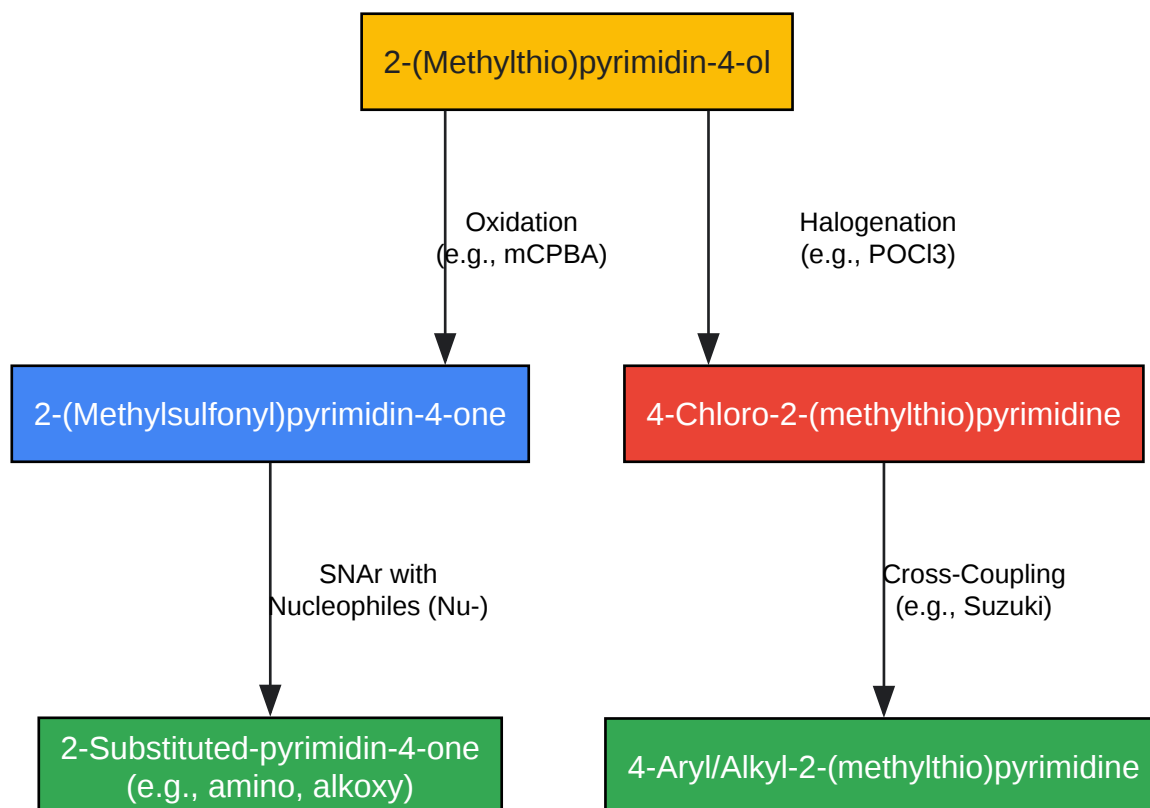 2-(Methylthio)pyrimidin-4-ol
Oxidation
(e.g., mCPBA)
Halogenation
(e.g., POCl3)
2-(Methylsulfonyl)pyrimidin-4-one
4-Chloro-2-(methylthio)pyrimidine
SNAr with
Nucleophiles (Nu-)
Cross-Coupling
(e.g., Suzuki)
2-Substituted-pyrimidin-4-one
(e.g., amino, alkoxy)
4-Aryl/Alkyl-2-(methylthio)pyrimidine